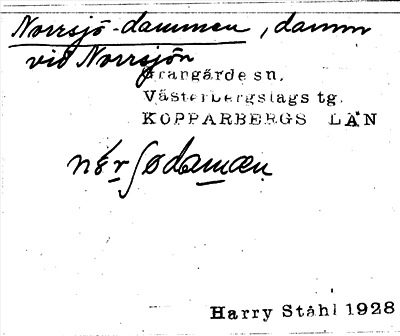 Norrsjö-dammen, damm
vid Norrsjön
Grangärde sn.
Västerbergslags tg.
KOPPARBERGS LÄN
Harry Ståhl 1928